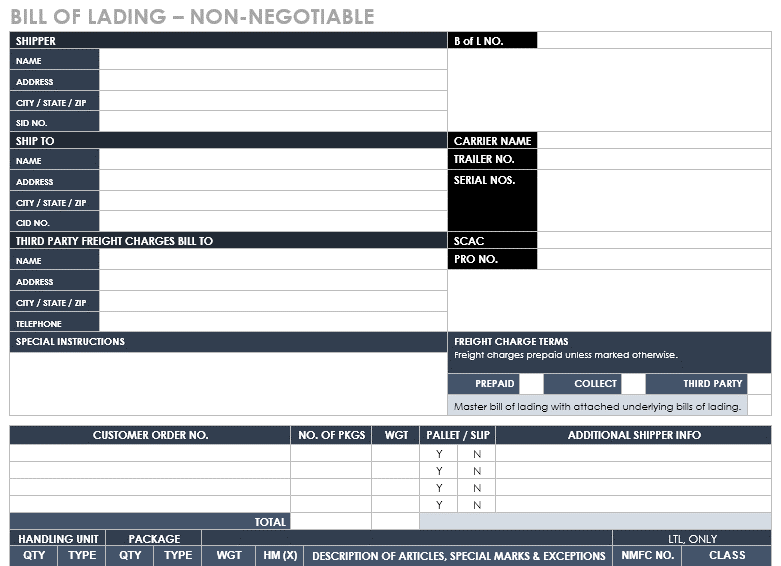 BILL OF LADING – NON-NEGOTIABLE
SHIPPER
B of L NO.
NAME
ADDRESS
CITY / STATE / ZIP
SID NO.
SHIP TO
CARRIER NAME
NAME
TRAILER NO.
ADDRESS
SERIAL NOS.
CITY / STATE / ZIP
CID NO.
THIRD PARTY FREIGHT CHARGES BILL TO
SCAC
NAME
PRO NO.
ADDRESS
CITY / STATE / ZIP
TELEPHONE
SPECIAL INSTRUCTIONS
FREIGHT CHARGE TERMS
Freight charges prepaid unless marked otherwise.
PREPAID COLLECT THIRD PARTY
Master bill of lading with attached underlying bills of lading.
CUSTOMER ORDER NO. NO. OF PKGS WGT PALLET / SLIP ADDITIONAL SHIPPER INFO
Y N
Y N
Y N
Y N
TOTAL
HANDLING UNIT PACKAGE LTL, ONLY
QTY TYPE QTY TYPE WGT HM (X) DESCRIPTION OF ARTICLES, SPECIAL MARKS & EXCEPTIONS NMFC NO. CLASS